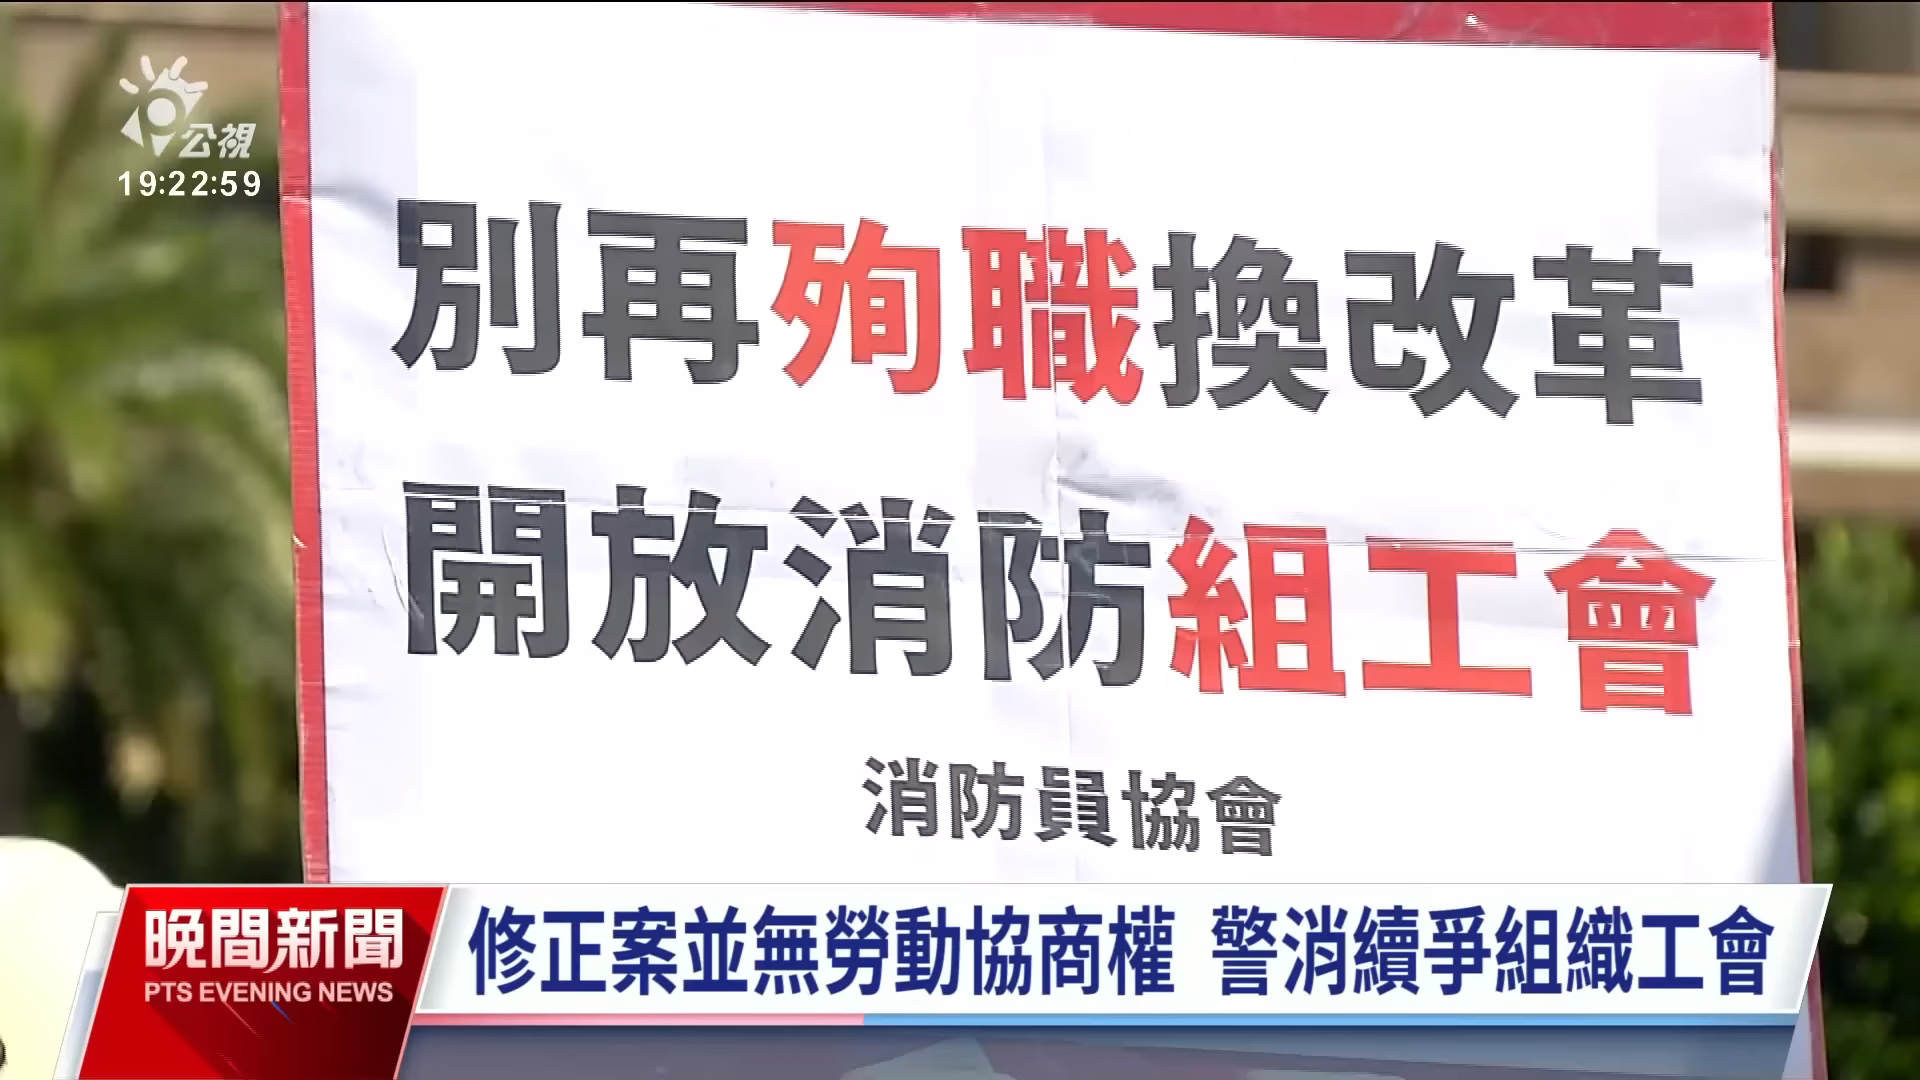 公視
19:22:59
別再殉職換改革
開放消防組工會
消防員協會
晚間新聞
PTS EVENING NEWS
修正案並無勞動協商權 警消續爭組織工會